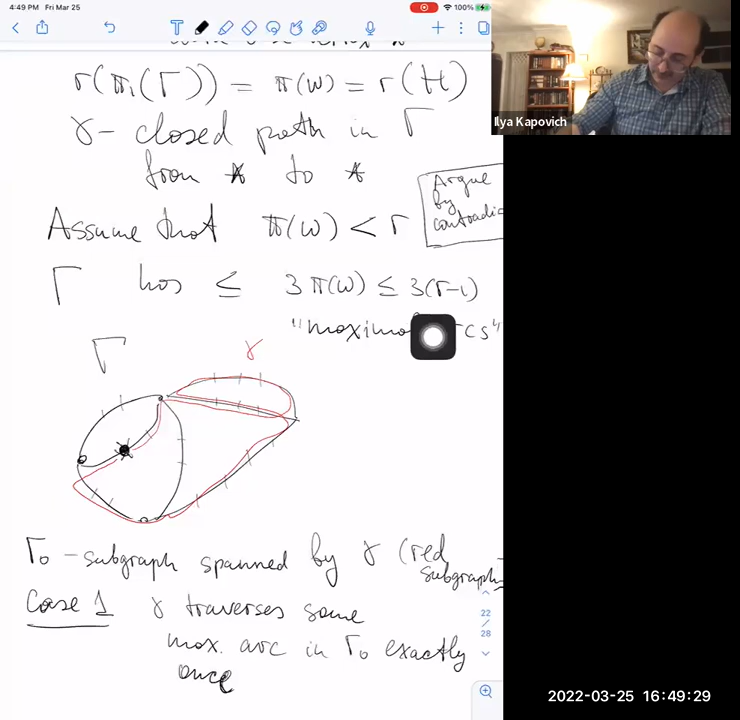 4:49 PM Fri Mar 25
100%
r(π₁(Γ)) = π(w) = r(H)
γ - closed path in Γ
from * to *
Argue
by
contradic
Assume that π(w) < r
Γ has ≤ 3π(w) ≤ 3(r-1)
"maximal rcs"
Γ γ
Γ₀ - subgraph spanned by γ (red
subgraph
Case 1 γ traverses some
max. arc in Γ₀ exactly
once
Ilya Kapovich
22
/
28
2022-03-25 16:49:29